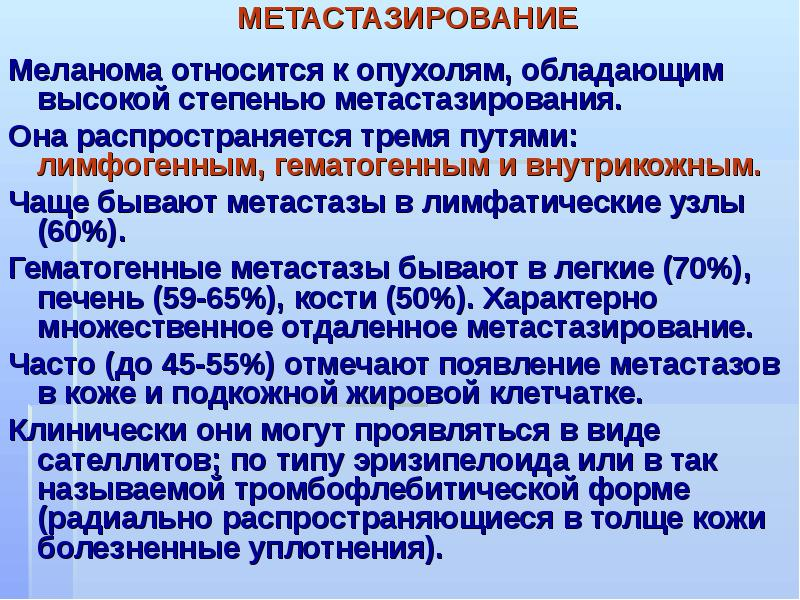 МЕТАСТАЗИРОВАНИЕ
Меланома относится к опухолям, обладающим
высокой степенью метастазирования.
Она распространяется тремя путями:
лимфогенным, гематогенным и внутрикожным.
Чаще бывают метастазы в лимфатические узлы
(60%).
Гематогенные метастазы бывают в легкие (70%),
печень (59-65%), кости (50%). Характерно
множественное отдаленное метастазирование.
Часто (до 45-55%) отмечают появление метастазов
в коже и подкожной жировой клетчатке.
Клинически они могут проявляться в виде
сателлитов; по типу эризипелоида или в так
называемой тромбофлебитической форме
(радиально распространяющиеся в толще кожи
болезненные уплотнения).